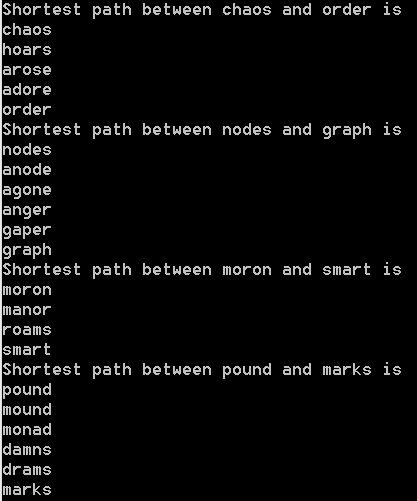 Shortest path between chaos and order is
chaos
hoars
arose
adore
order
Shortest path between nodes and graph is
nodes
anode
agone
anger
gaper
graph
Shortest path between moron and smart is
moron
manor
roams
smart
Shortest path between pound and marks is
pound
mound
monad
damns
drams
marks